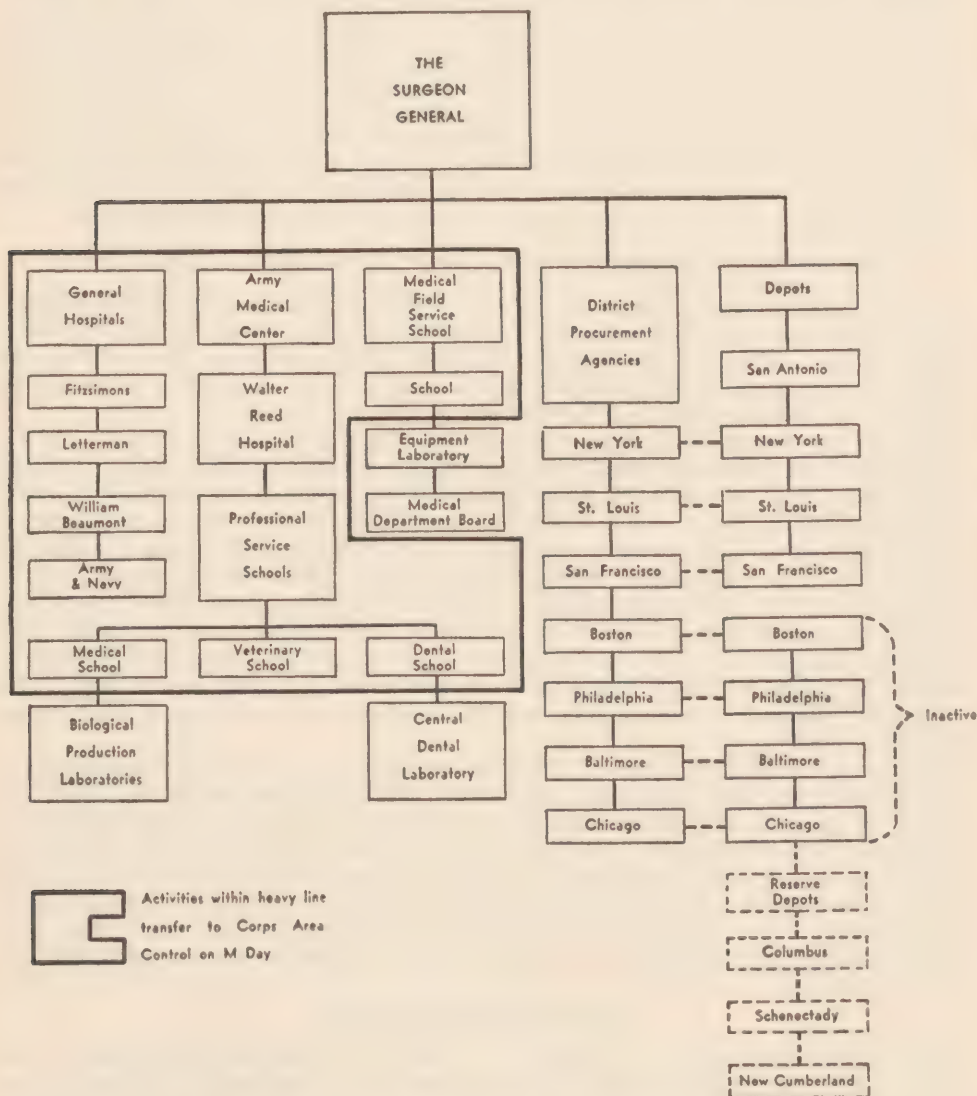 THE
SURGEON
GENERAL
General
Hospitals
Fitzsimons
Letterman
William
Beaumont
Army
& Navy
Army
Medical
Center
Walter
Reed
Hospital
Professional
Service
Schools
Medical
School
Veterinary
School
Dental
School
Biological
Production
Laboratories
Central
Dental
Laboratory
Medical
Field
Service
School
School
Equipment
Laboratory
Medical
Department Board
District
Procurement
Agencies
New York
St. Louis
San Francisco
Boston
Philadelphia
Baltimore
Chicago
Depots
San Antonio
New York
St. Louis
San Francisco
Boston
Philadelphia
Baltimore
Chicago
Inactive
Reserve
Depots
Columbus
Schenectady
New Cumberland
Activities within heavy line
transfer to Corps Area
Control on M Day